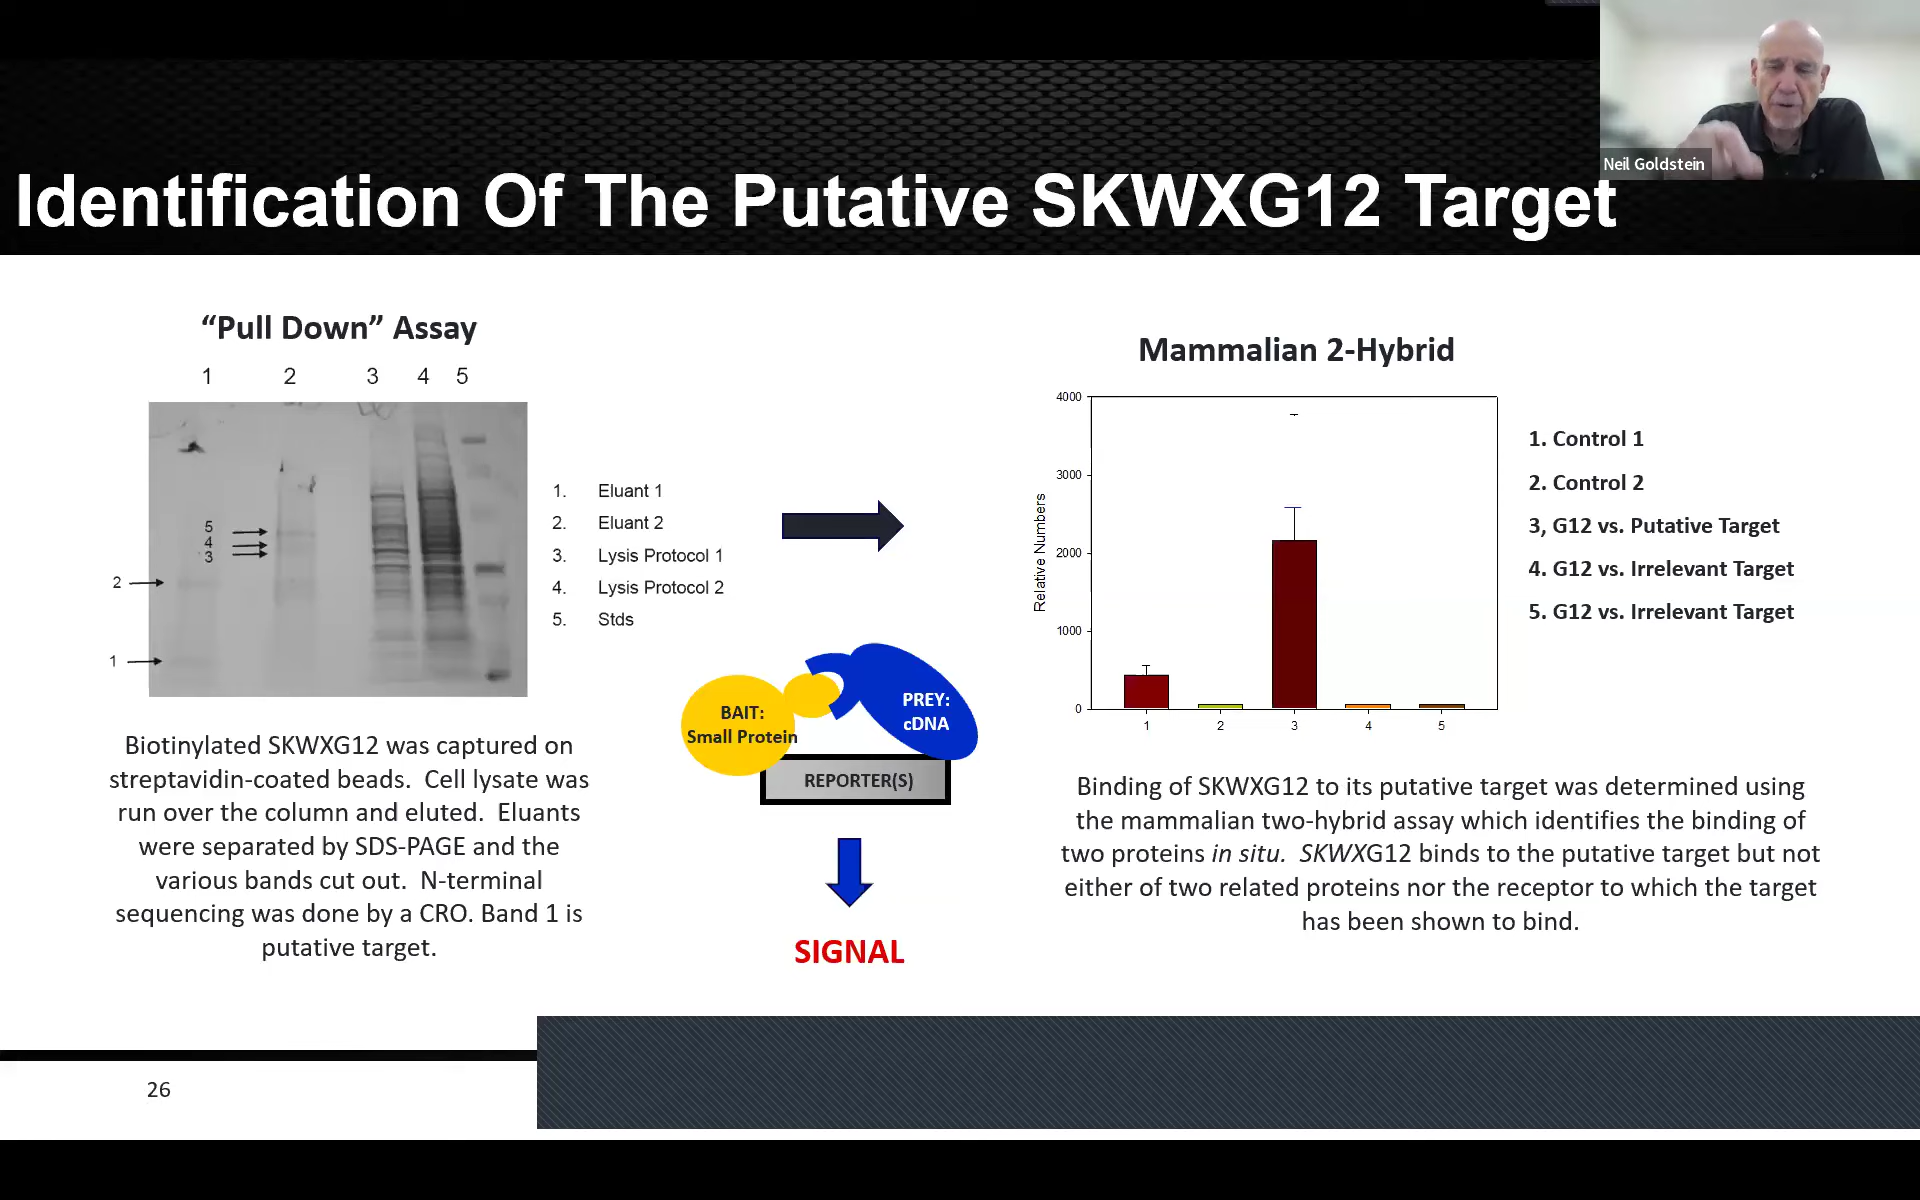 Neil Goldstein
Identification Of The Putative SKWXG12 Target
“Pull Down” Assay
1 2 3 4 5
5
4
3
2
1
1. Eluant 1
2. Eluant 2
3. Lysis Protocol 1
4. Lysis Protocol 2
5. Stds
Biotinylated SKWXG12 was captured on
streptavidin-coated beads. Cell lysate was
run over the column and eluted. Eluants
were separated by SDS-PAGE and the
various bands cut out. N-terminal
sequencing was done by a CRO. Band 1 is
putative target.
BAIT:
Small Protein
PREY:
cDNA
REPORTER(S)
SIGNAL
Mammalian 2-Hybrid
Relative Numbers
4000
3000
2000
1000
0
1 2 3 4 5
1. Control 1
2. Control 2
3, G12 vs. Putative Target
4. G12 vs. Irrelevant Target
5. G12 vs. Irrelevant Target
Binding of SKWXG12 to its putative target was determined using
the mammalian two-hybrid assay which identifies the binding of
two proteins in situ. SKWXG12 binds to the putative target but not
either of two related proteins nor the receptor to which the target
has been shown to bind.
26